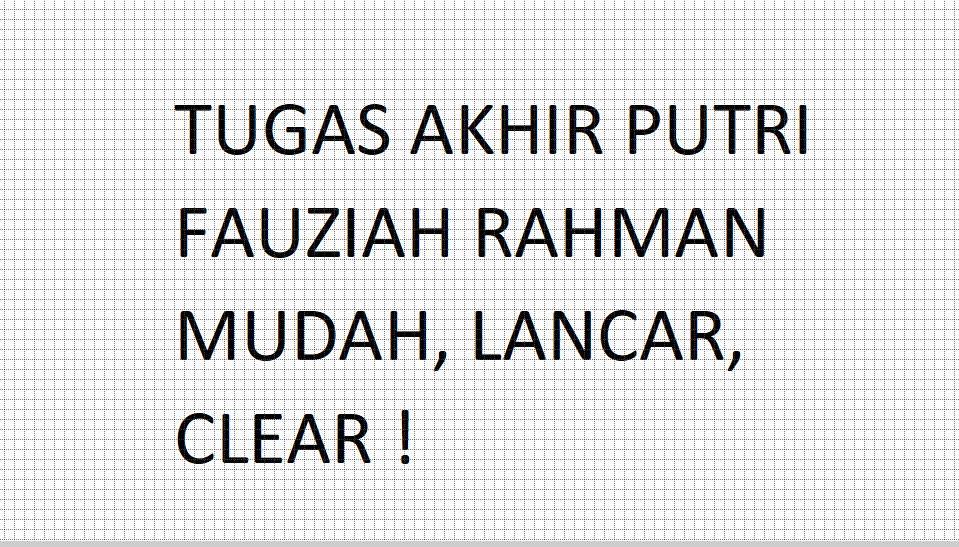 TUGAS AKHIR PUTRI
FAUZIAH RAHMAN
MUDAH, LANCAR,
CLEAR !